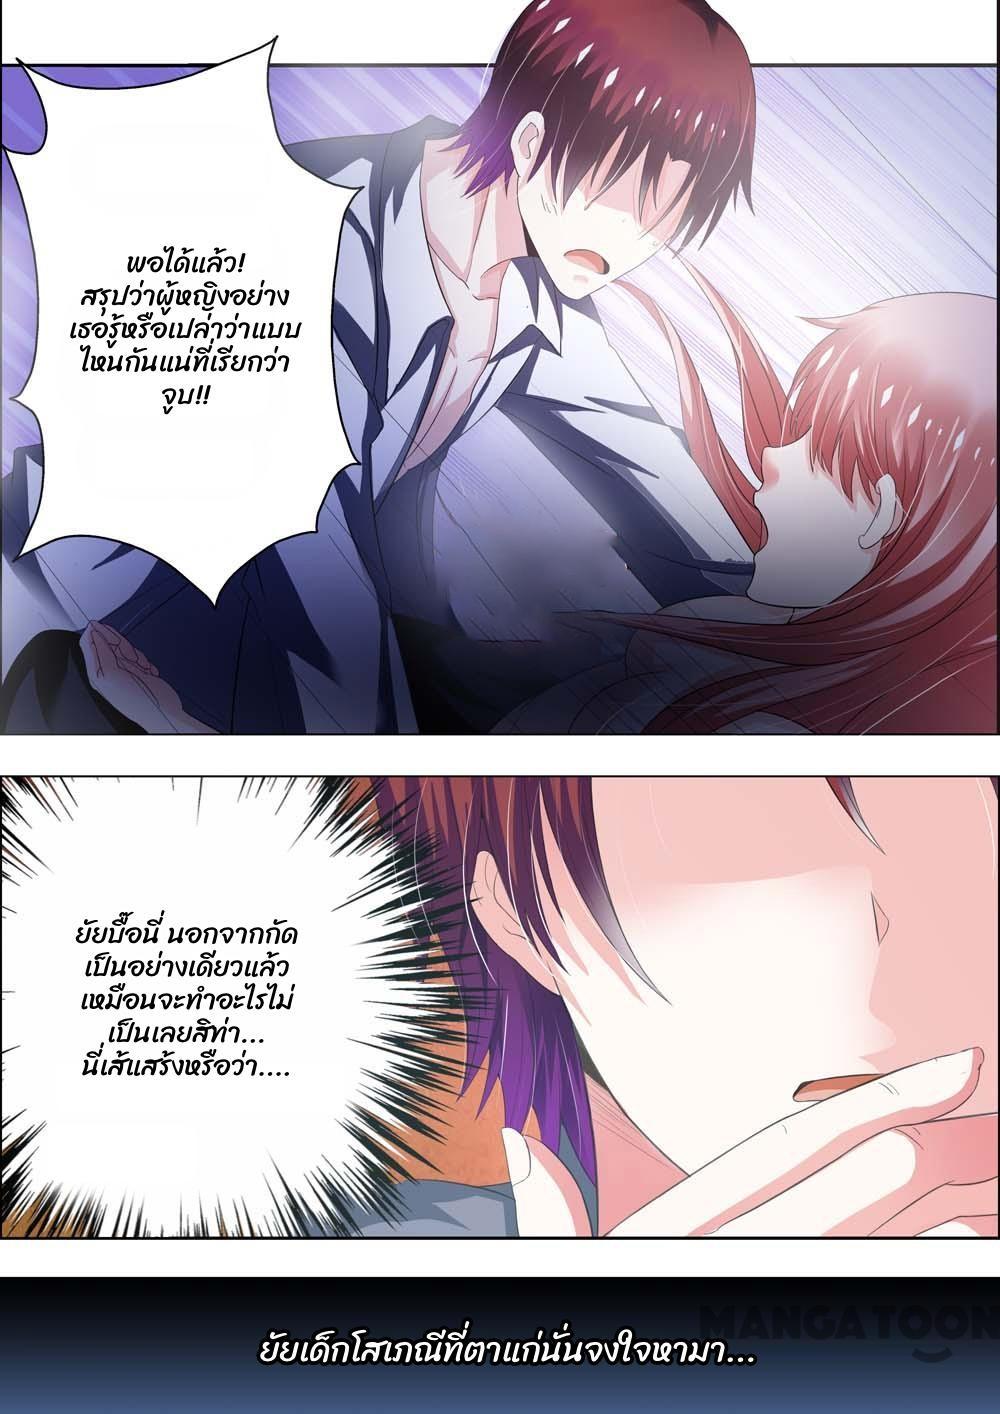 พอได้แล้ว!
สรุปว่าผู้หญิงอย่าง
เธอรู้หรือเปล่าว่าแบบ
ไหนกันแน่ที่เรียกว่า
จูบ!!
ยัยบื๊อนี่ นอกจากกัด
เป็นอย่างเดียวแล้ว
เหมือนจะทำอะไรไม่
เป็นเลยสิท่า...
นี่เส้แสร้งหรือว่า....
ยัยเด็กโสเภณีที่ตาแก่นั่นจงใจหามา...
MANGATOON